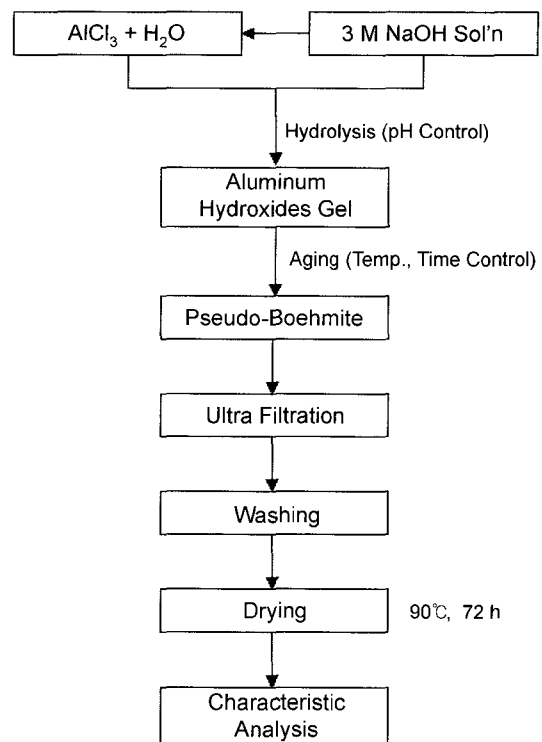 AlCl3 + H2O
3 M NaOH Sol'n
Hydrolysis (pH Control)
Aluminum
Hydroxides Gel
Aging (Temp., Time Control)
Pseudo-Boehmite
Ultra Filtration
Washing
Drying
90℃, 72 h
Characteristic
Analysis